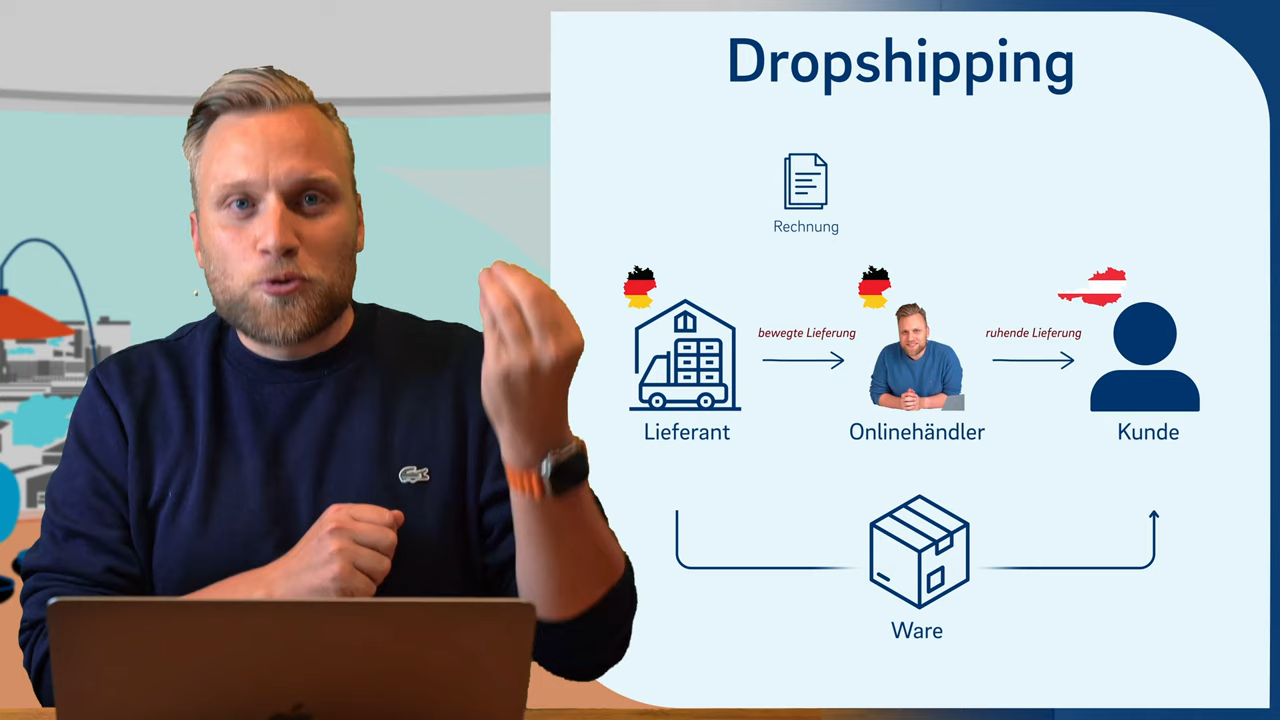 Dropshipping
Rechnung
bewegte Lieferung
ruhende Lieferung
Lieferant
Onlinehändler
Kunde
Ware